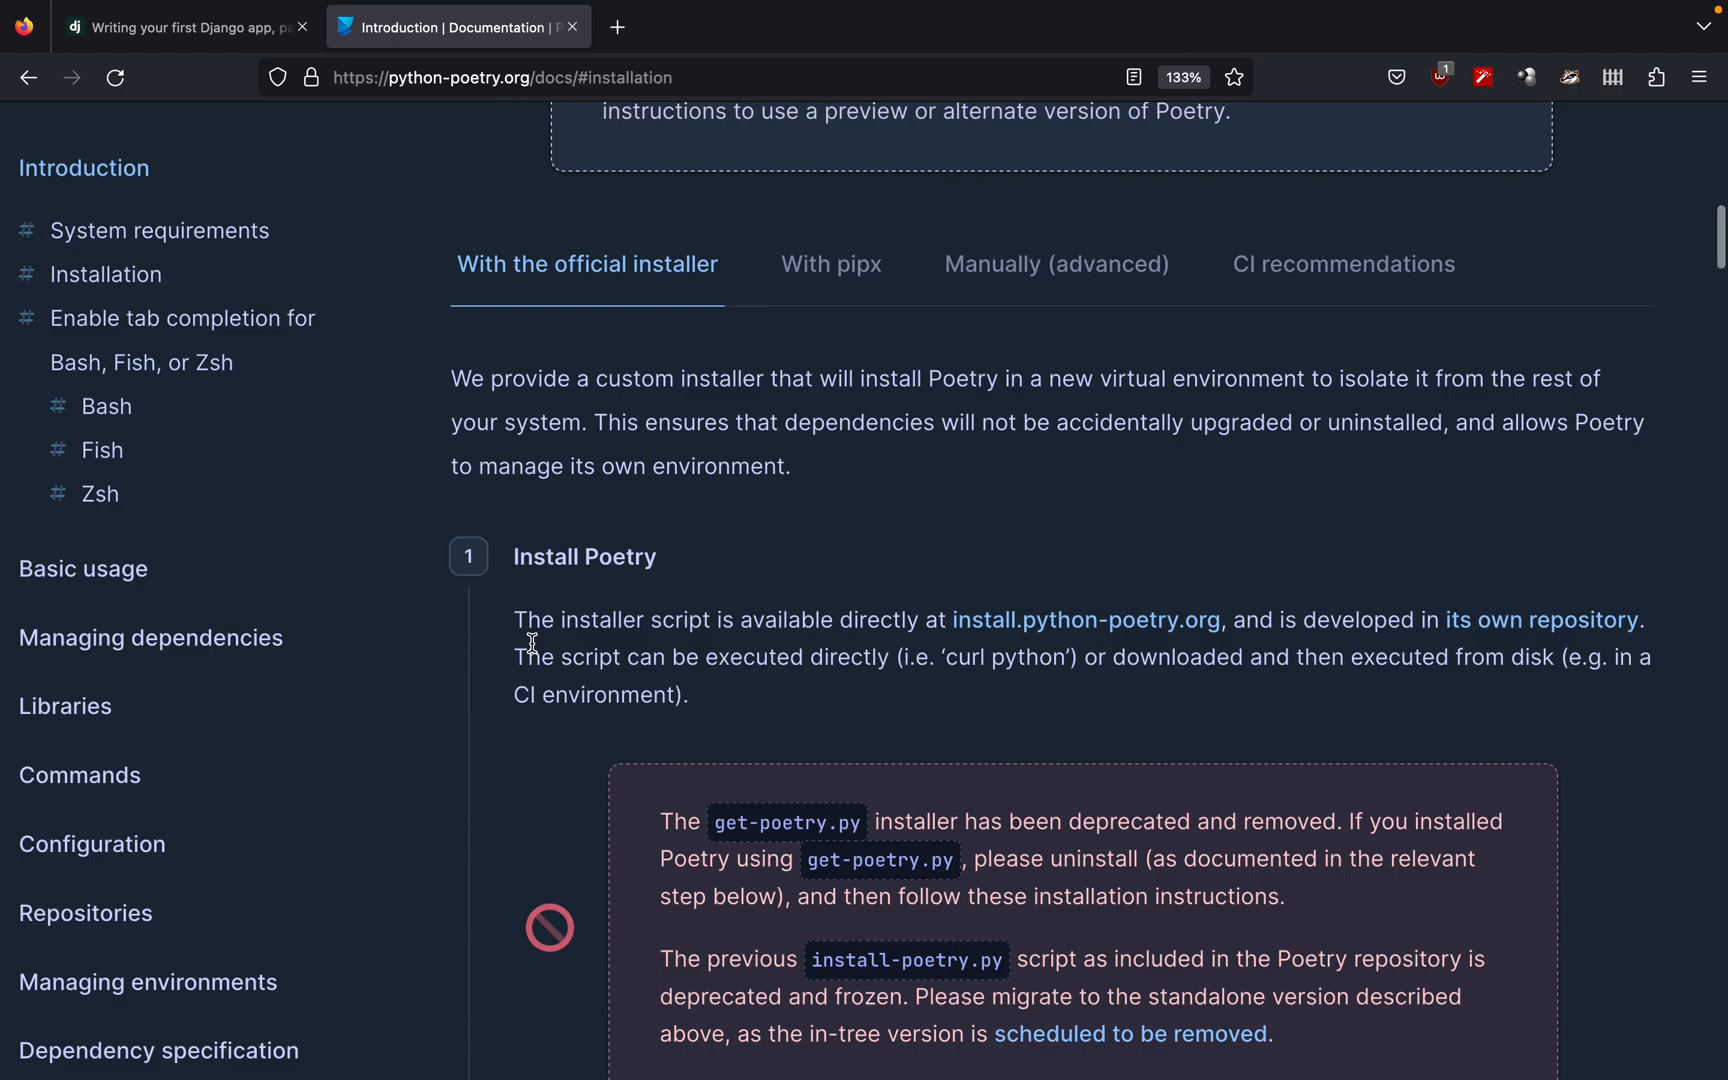 Writing your first Django app, pa
Introduction | Documentation | P
https://python-poetry.org/docs/#installation
133%
1
instructions to use a preview or alternate version of Poetry.
Introduction
# System requirements
# Installation
# Enable tab completion for
Bash, Fish, or Zsh
# Bash
# Fish
# Zsh
Basic usage
Managing dependencies
Libraries
Commands
Configuration
Repositories
Managing environments
Dependency specification
With the official installer
With pipx
Manually (advanced)
CI recommendations
We provide a custom installer that will install Poetry in a new virtual environment to isolate it from the rest of
your system. This ensures that dependencies will not be accidentally upgraded or uninstalled, and allows Poetry
to manage its own environment.
1 Install Poetry
The installer script is available directly at install.python-poetry.org, and is developed in its own repository.
The script can be executed directly (i.e. ‘curl python’) or downloaded and then executed from disk (e.g. in a
CI environment).
The get-poetry.py installer has been deprecated and removed. If you installed
Poetry using get-poetry.py, please uninstall (as documented in the relevant
step below), and then follow these installation instructions.
The previous install-poetry.py script as included in the Poetry repository is
deprecated and frozen. Please migrate to the standalone version described
above, as the in-tree version is scheduled to be removed.